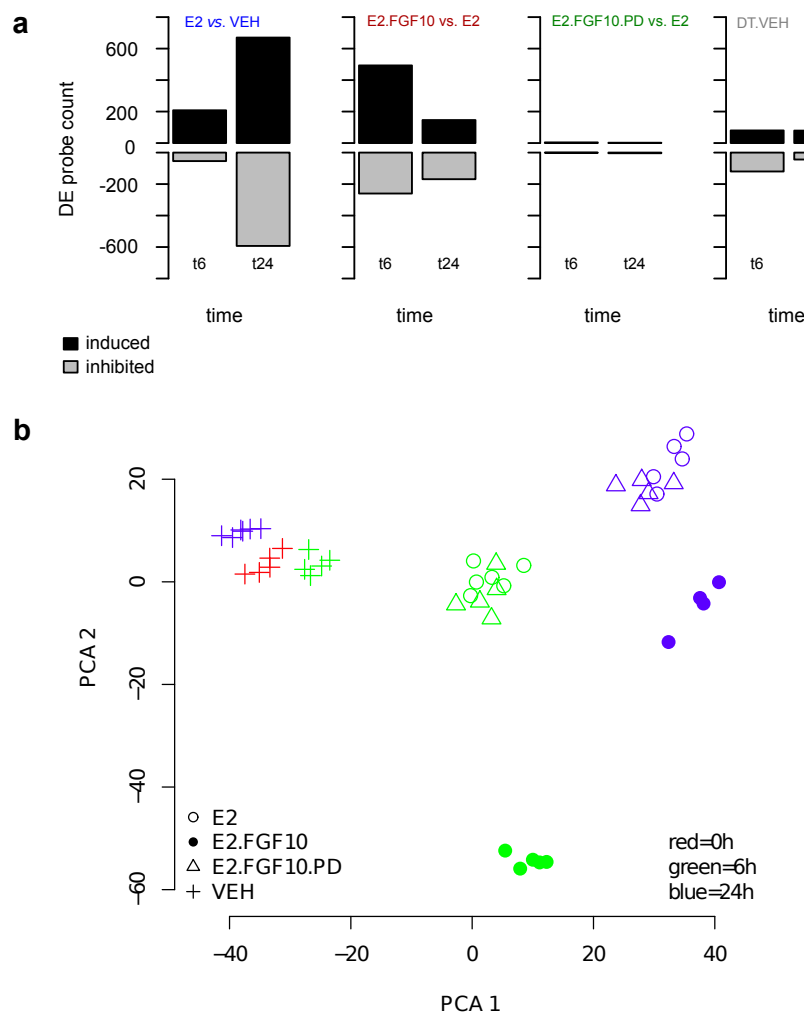 a
E2 vs. VEH
E2.FGF10 vs. E2
E2.FGF10.PD vs. E2
DT.VEH
DE probe count
600
200
0
-200
-600
t6
t24
t6
t24
t6
t24
t6
time
time
time
time
induced
inhibited
b
PCA 2
20
0
−20
−40
−60
E2
E2.FGF10
E2.FGF10.PD
VEH
red=0h
green=6h
blue=24h
−40
−20
0
20
40
PCA 1